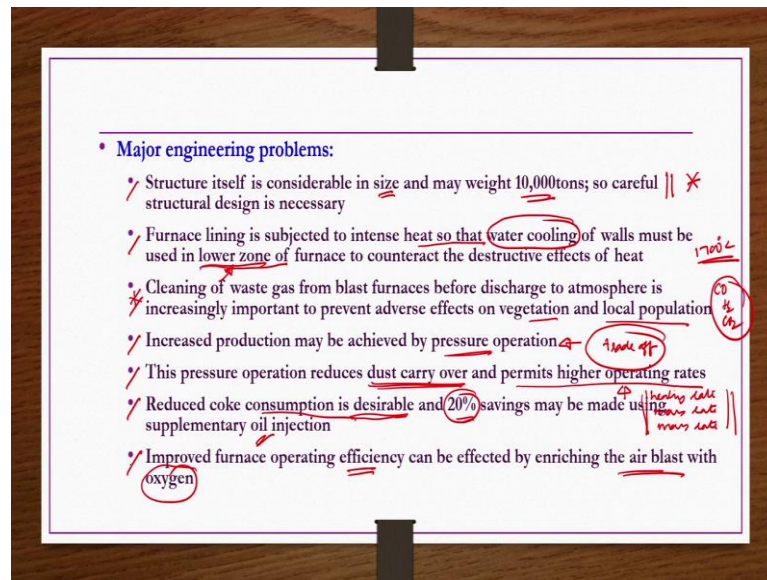 • Major engineering problems:
• Structure itself is considerable in size and may weight 10,000tons; so careful
structural design is necessary
• Furnace lining is subjected to intense heat so that water cooling of walls must be
used in lower zone of furnace to counteract the destructive effects of heat
1700°C
• Cleaning of waste gas from blast furnaces before discharge to atmosphere is
increasingly important to prevent adverse effects on vegetation and local population
CO
• Increased production may be achieved by pressure operation
trade off
• This pressure operation reduces dust carry over and permits higher operating rates
• Reduced coke consumption is desirable and 20% savings may be made using
supplementary oil injection
heating rate
• Improved furnace operating efficiency can be effected by enriching the air blast with
oxygen